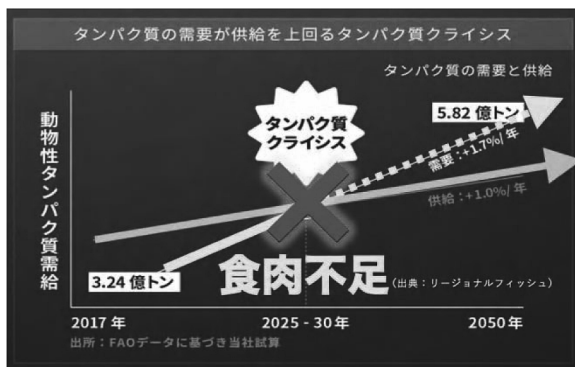 タンパク質の需要が供給を上回るタンパク質クライシス
タンパク質の需要と供給
動物性タンパク質需給
タンパク質
クライシス
5.82 億トン
需要：+1.7%/年
供給：+1.0%/年
3.24 億トン
食肉不足
（出典：リージョナルフィッシュ）
2017 年
2025 - 30年
2050 年
出所：FAOデータに基づき当社試算